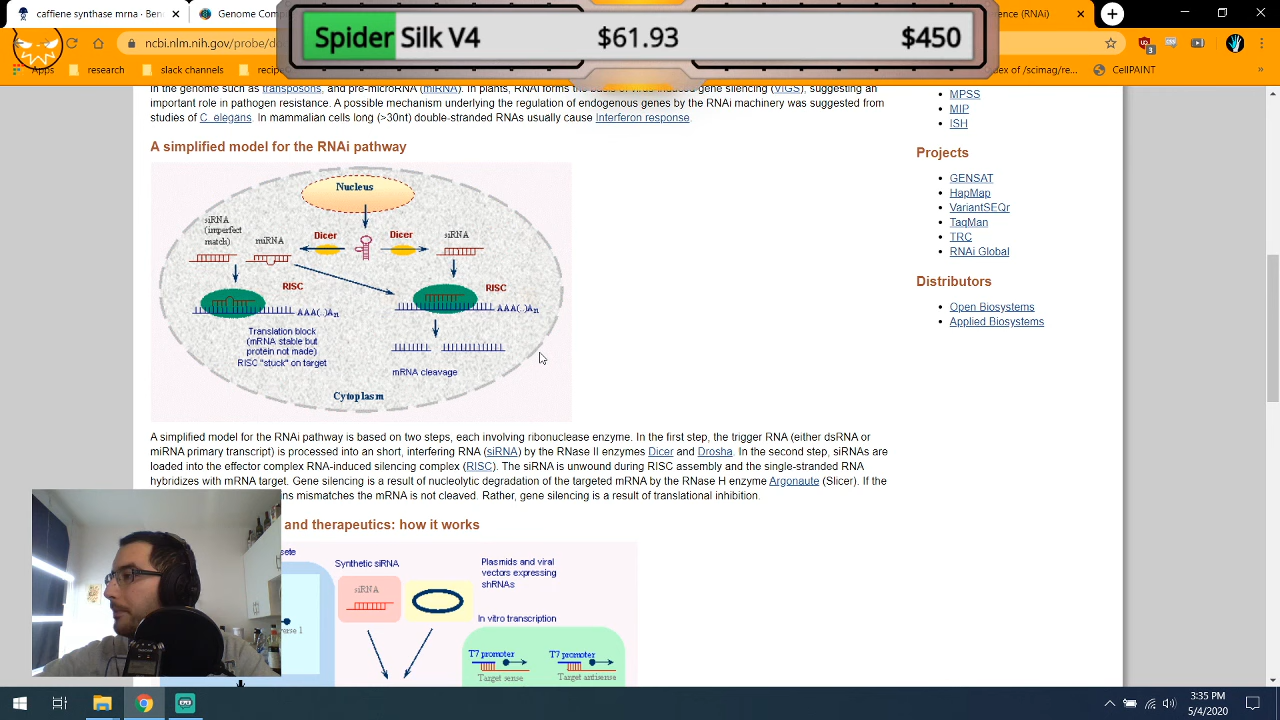 caffiene synthase mrna - Ben
Genome Compa
nce (RNAi)
Spider Silk V4
$61.93
$450
ncbi.nlm.nih.gov/probe/do
Apps
research
slack channels
recip
ndex of /scimag/re...
CellPAINT
»
in the genome such as transposons, and pre-microRNA (miRNA). In plants, RNAi forms the basis of virus-induced gene silencing (VIGS), suggesting an
important role in pathogen resistance. A possible mechanism underlying the regulation of endogenous genes by the RNAi machinery was suggested from
studies of C. elegans. In mammalian cells long (>30nt) double-stranded RNAs usually cause Interferon response.
A simplified model for the RNAi pathway
Nucleus
siRNA
(imperfect
match)
miRNA
Dicer
Dicer
siRNA
RISC
RISC
AAA(..)An
AAA(..)An
Translation block
(mRNA stable but
protein not made)
RISC "stuck" on target
mRNA cleavage
Cytoplasm
A simplified model for the RNAi pathway is based on two steps, each involving ribonuclease enzyme. In the first step, the trigger RNA (either dsRNA or
miRNA primary transcript) is processed into an short, interfering RNA (siRNA) by the RNase II enzymes Dicer and Drosha. In the second step, siRNAs are
loaded into the effector complex RNA-induced silencing complex (RISC). The siRNA is unwound during RISC assembly and the single-stranded RNA
hybridizes with mRNA target. Gene silencing is a result of nucleolytic degradation of the targeted mRNA by the RNase H enzyme Argonaute (Slicer). If the
ns mismatches the mRNA is not cleaved. Rather, gene silencing is a result of translational inhibition.
and therapeutics: how it works
Synthetic siRNA
siRNA
Plasmids and viral
vectors expressing
shRNAs
In vitro transcription
T7 promoter
T7 promoter
Target sense
Target antisense
verse 1
MPSS
MIP
ISH
Projects
GENSAT
HapMap
VariantSEQr
TaqMan
TRC
RNAi Global
Distributors
Open Biosystems
Applied Biosystems
3:35 PM
5/4/2020